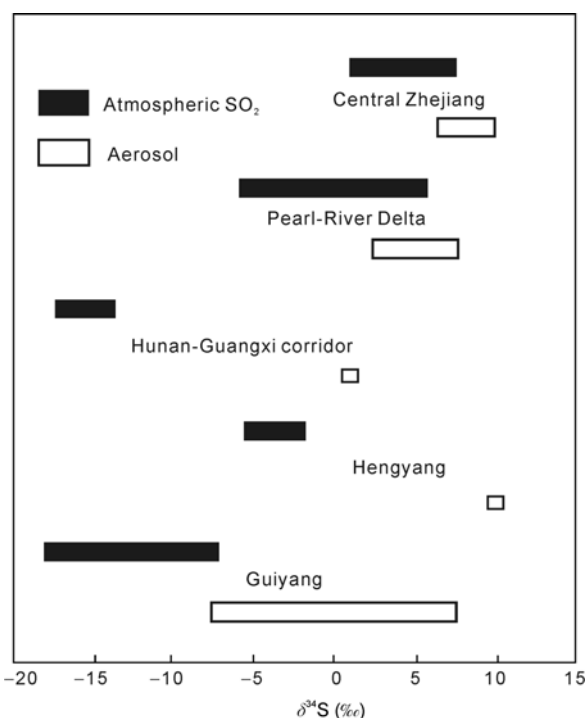 Central Zhejiang
Atmospheric SO₂
Aerosol
Pearl-River Delta
Hunan-Guangxi corridor
Hengyang
Guiyang
−20 −15 −10 −5 0 5 10 15
δ³⁴S (‰)